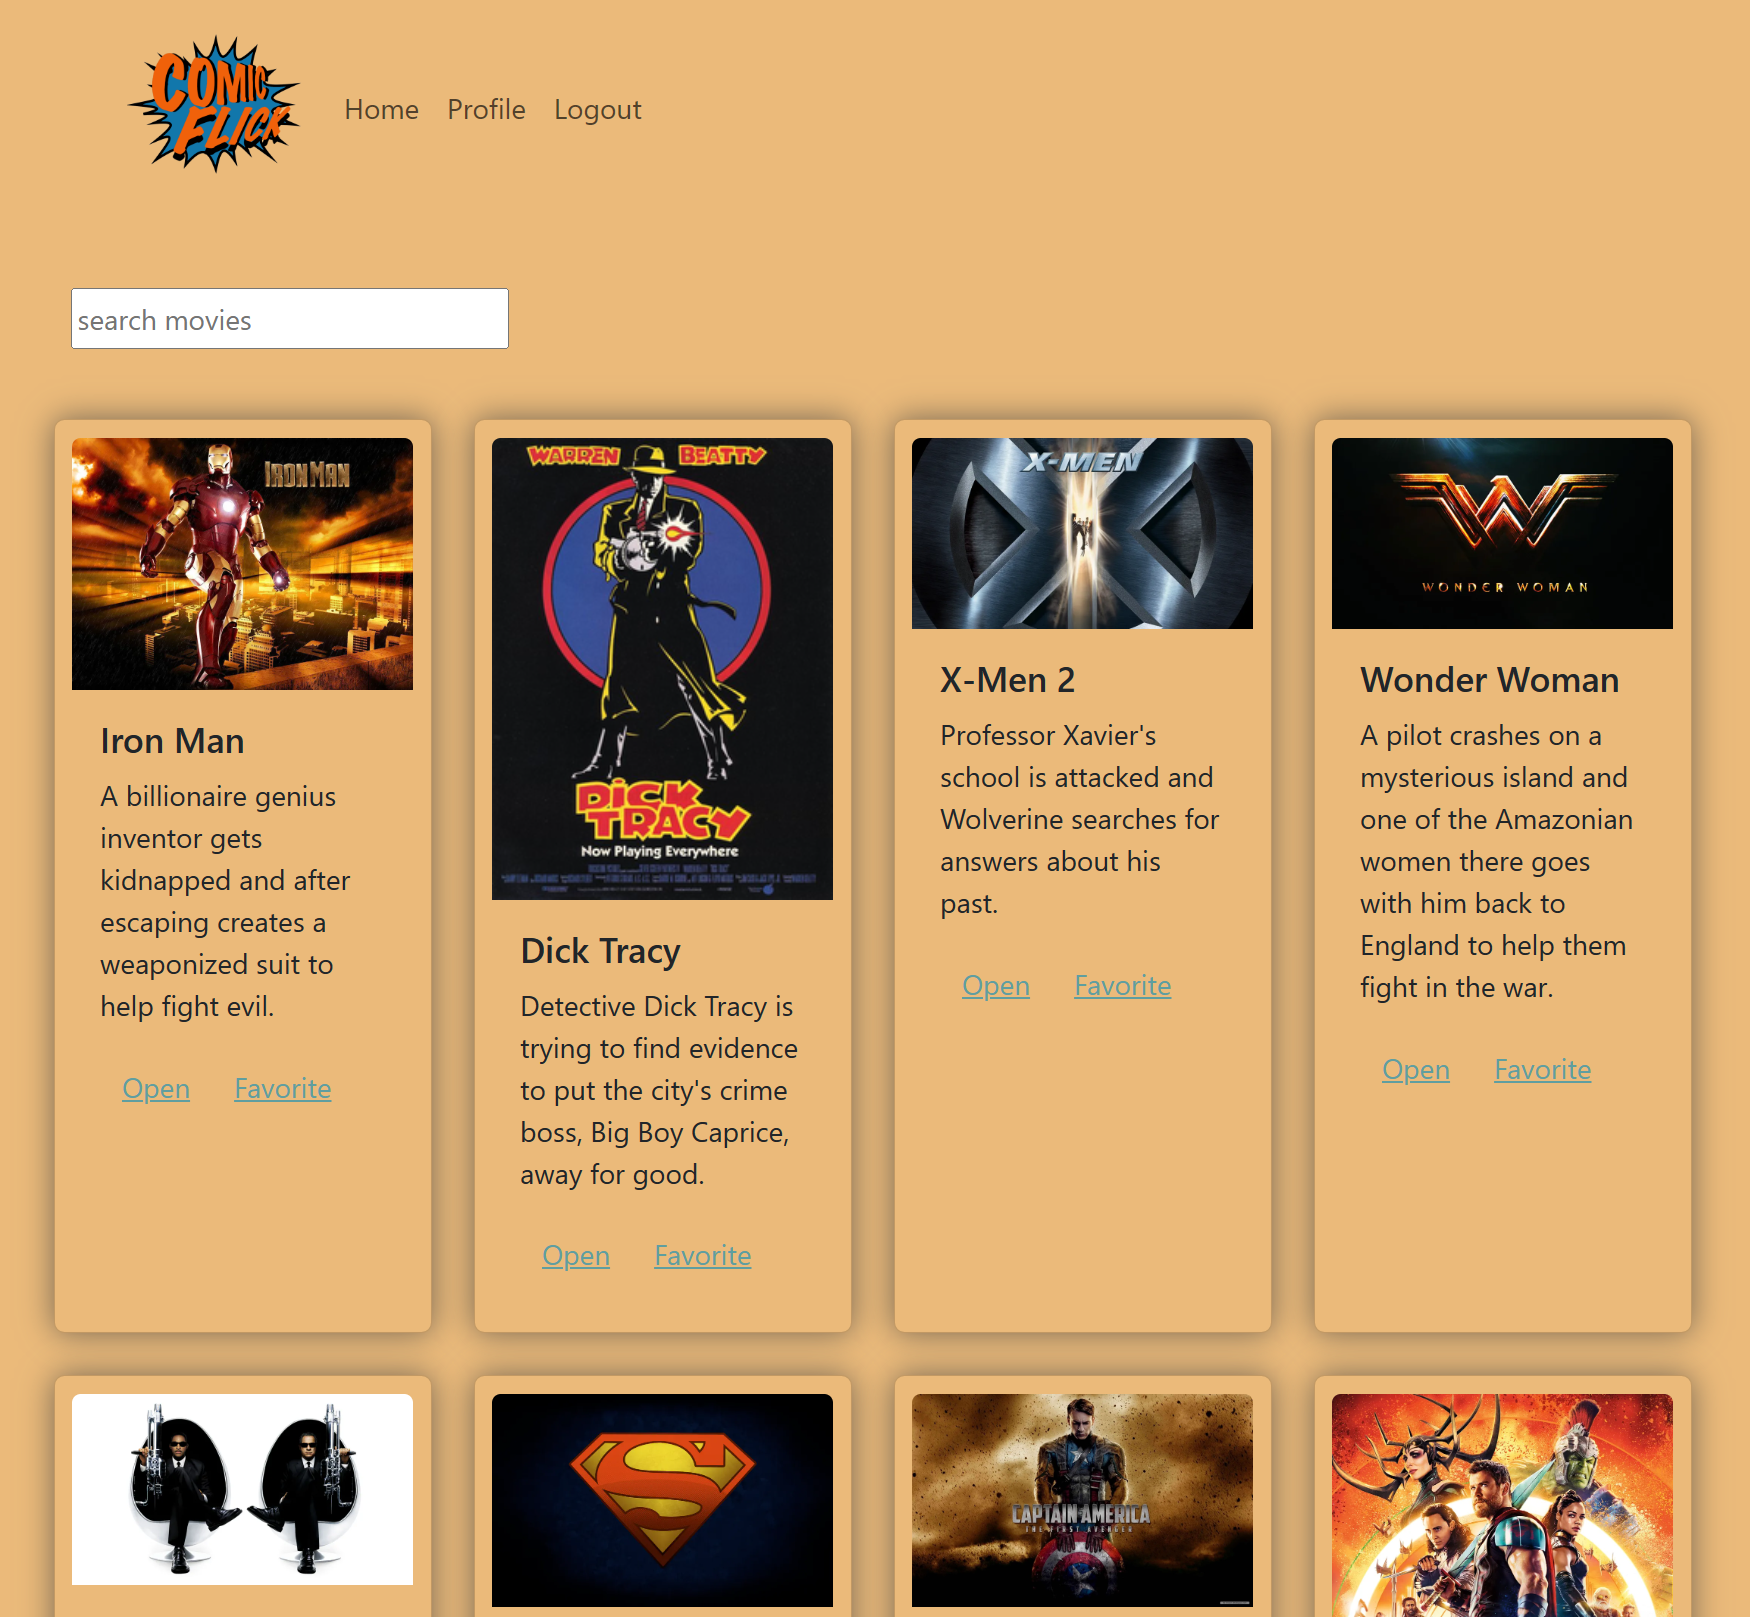 COMIC
FLICK
Home
Profile
Logout
search movies
IRON MAN
Iron Man
A billionaire genius
inventor gets
kidnapped and after
escaping creates a
weaponized suit to
help fight evil.
Open
Favorite
WARREN BEATTY
DICK
TRACY
Now Playing Everywhere
Dick Tracy
Detective Dick Tracy is
trying to find evidence
to put the city's crime
boss, Big Boy Caprice,
away for good.
Open
Favorite
X-MEN
X-Men 2
Professor Xavier's
school is attacked and
Wolverine searches for
answers about his
past.
Open
Favorite
WONDER WOMAN
Wonder Woman
A pilot crashes on a
mysterious island and
one of the Amazonian
women there goes
with him back to
England to help them
fight in the war.
Open
Favorite
CAPTAIN AMERICA
THE FIRST AVENGER